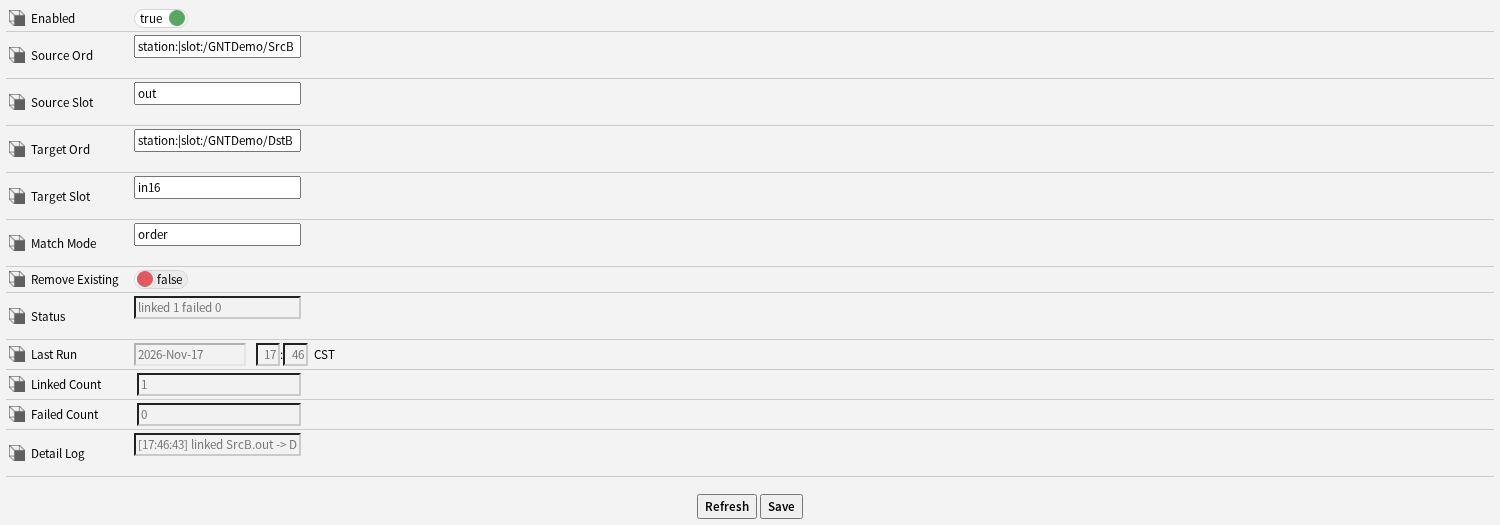 Enabled true
Source Ord station:|slot:/GNTDemo/SrcB
Source Slot out
Target Ord station:|slot:/GNTDemo/DstB
Target Slot in16
Match Mode order
Remove Existing false
Status linked 1 failed 0
Last Run 2026-Nov-17 17:46 CST
Linked Count 1
Failed Count 0
Detail Log [17:46:43] linked SrcB.out -> D
Refresh Save